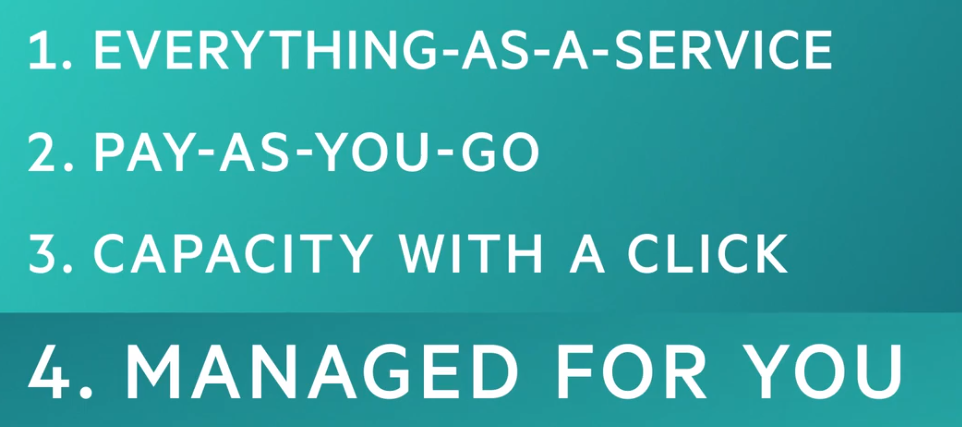 1. EVERYTHING-AS-A-SERVICE
2. PAY-AS-YOU-GO
3. CAPACITY WITH A CLICK
4. MANAGED FOR YOU